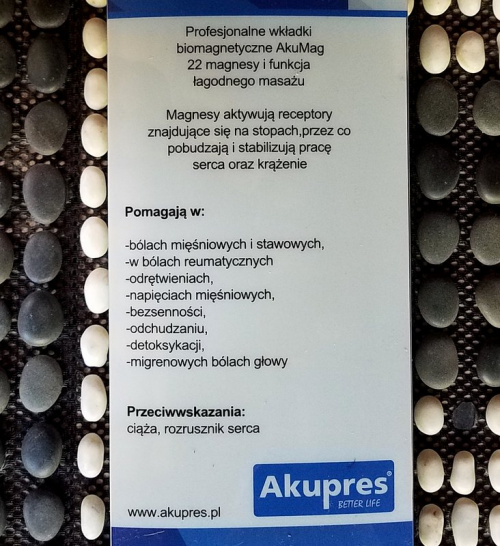 Profesjonalne wkładki
biomagnetyczne AkuMag
22 magnesy i funkcja
łagodnego masażu
Magnesy aktywują receptory
znajdujące się na stopach,przez co
pobudzają i stabilizują pracę
serca oraz krążenie
Pomagają w:
-bólach mięśniowych i stawowych,
-w bólach reumatycznych
-odrętwieniach,
-napięciach mięśniowych,
-bezsenności,
-odchudzaniu,
-detoksykacji,
-migrenowych bólach głowy
Przeciwwskazania:
ciąża, rozrusznik serca
Akupres®
BETTER LIFE
www.akupres.pl